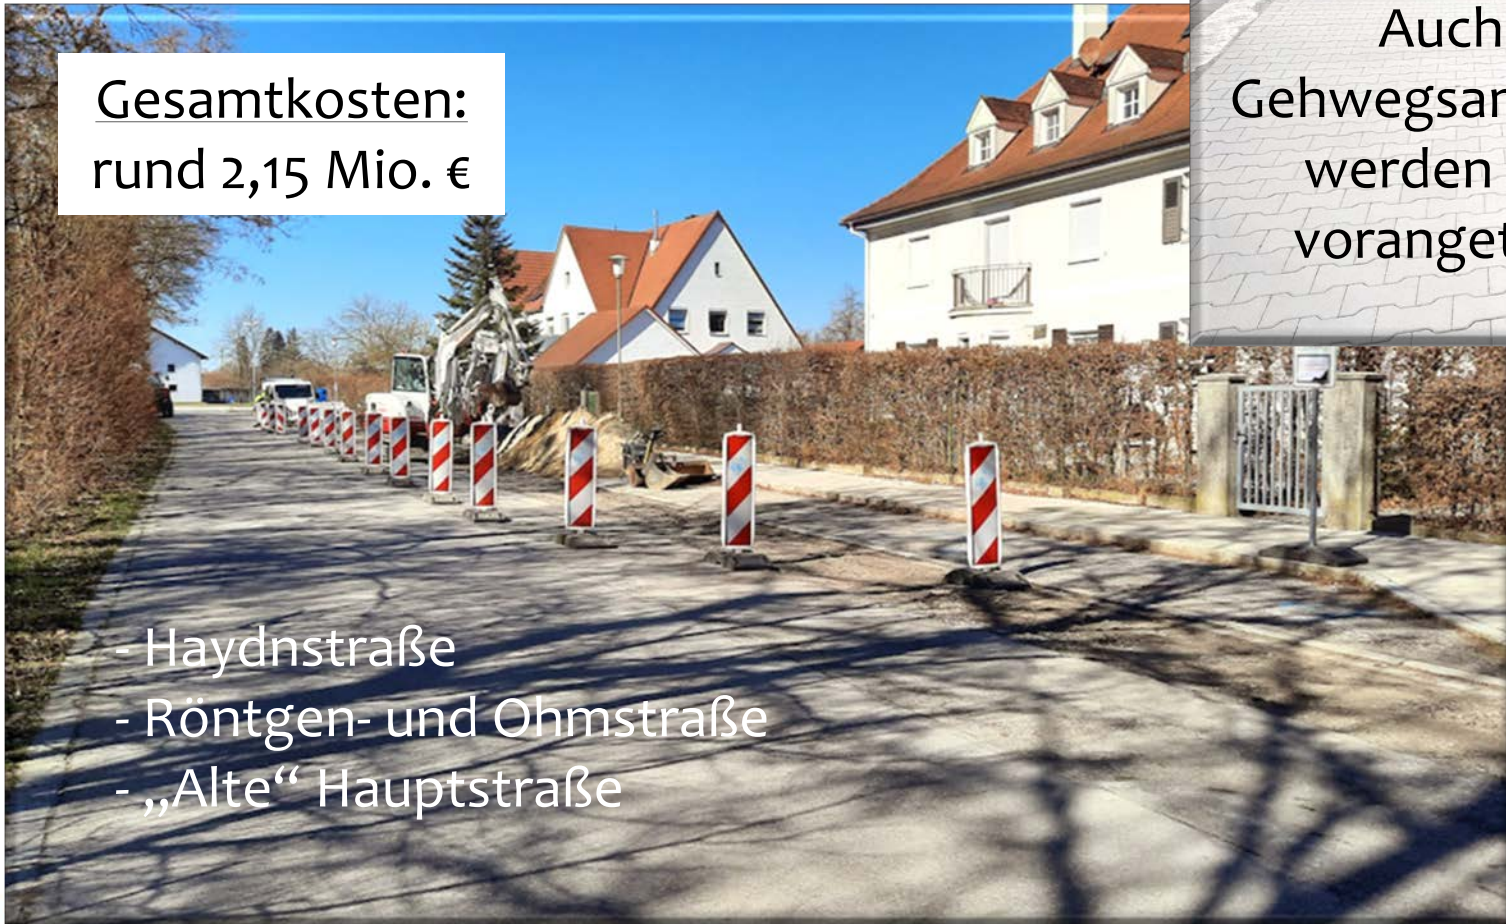 Gesamtkosten:
rund 2,15 Mio. €
Auch
werden
- Haydnstraße
- Röntgen- und Ohmstraße
- „Alte“ Hauptstraße